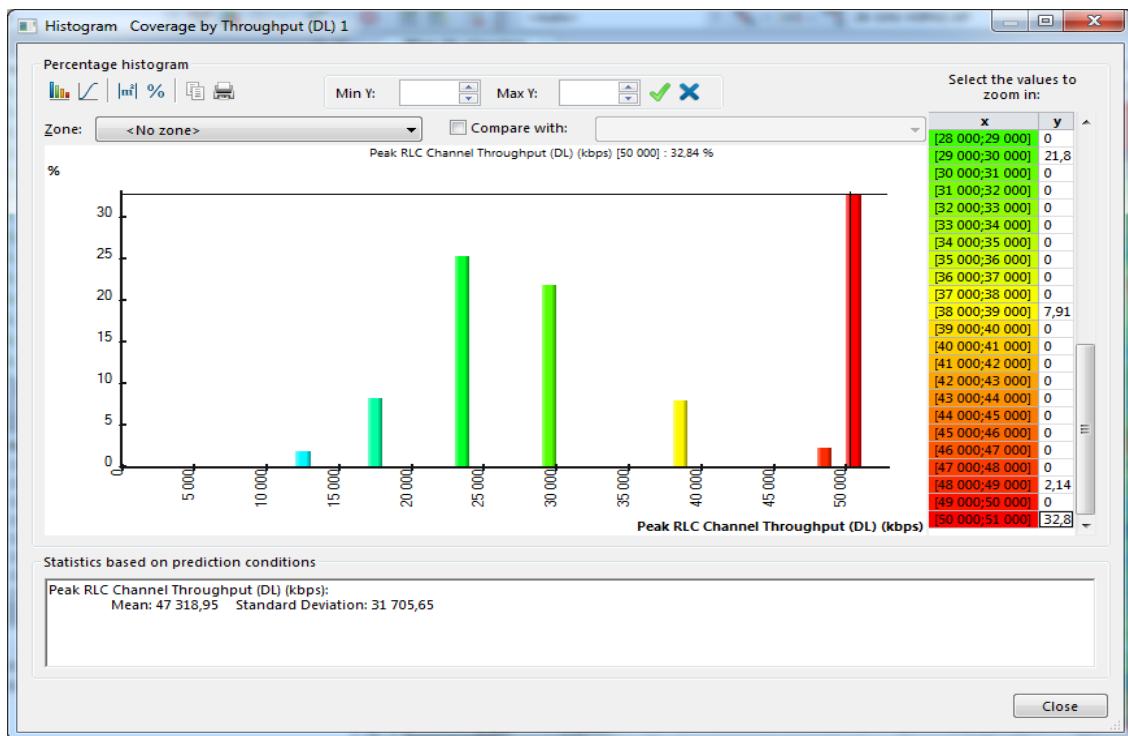 Histogram Coverage by Throughput (DL) 1
Percentage histogram
Min Y: Max Y:
Select the values to
zoom in:
Zone: <No zone> Compare with:
Peak RLC Channel Throughput (DL) (kbps) [50 000] : 32,84 %
%
30
25
20
15
10
5
0
0 5 000 10 000 15 000 20 000 25 000 30 000 35 000 40 000 45 000 50 000
Peak RLC Channel Throughput (DL) (kbps)
x y
[28 000;29 000] 0
[29 000;30 000] 21,8
[30 000;31 000] 0
[31 000;32 000] 0
[32 000;33 000] 0
[33 000;34 000] 0
[34 000;35 000] 0
[35 000;36 000] 0
[36 000;37 000] 0
[37 000;38 000] 0
[38 000;39 000] 7,91
[39 000;40 000] 0
[40 000;41 000] 0
[41 000;42 000] 0
[42 000;43 000] 0
[43 000;44 000] 0
[44 000;45 000] 0
[45 000;46 000] 0
[46 000;47 000] 0
[47 000;48 000] 0
[48 000;49 000] 2,14
[49 000;50 000] 0
[50 000;51 000] 32,8
Statistics based on prediction conditions
Peak RLC Channel Throughput (DL) (kbps):
Mean: 47 318,95 Standard Deviation: 31 705,65
Close